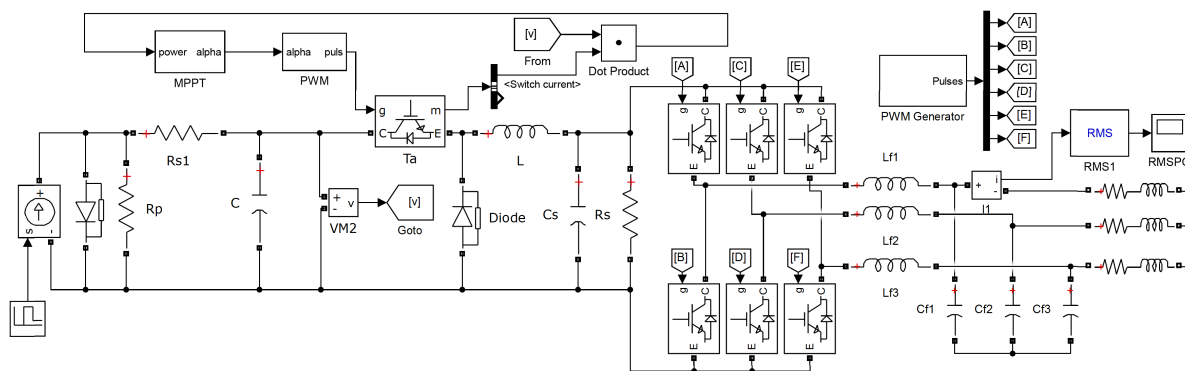 power alpha
MPPT
alpha puls
PWM
[v]
From
Dot Product
<Switch current>
g m
C E
Ta
[A]
[C]
[E]
g C
E
g C
E
g C
E
Pulses
PWM Generator
[A]
[B]
[C]
[D]
[E]
[F]
RMS
RMS1
RMSPO
+
s -
Rp
Rs1
C
+
-
v
VM2
[v]
Goto
L
Diode
Cs
Rs
Lf1
Lf2
Lf3
+ i
-
I1
[B]
[D]
[F]
g C
E
g C
E
g C
E
Cf1
Cf2
Cf3